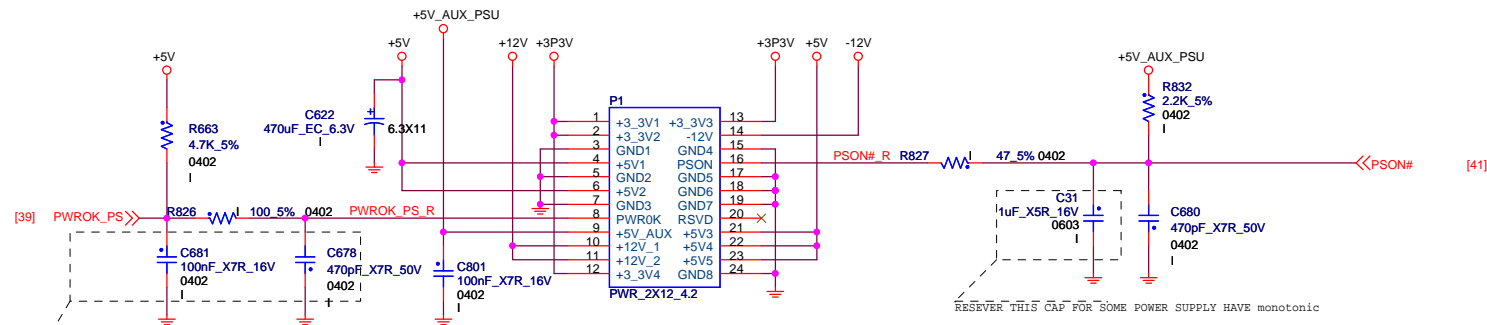 +5V_AUX_PSU
+5V
+12V
+3P3V
+3P3V
+5V
-12V
+5V
+5V_AUX_PSU
R663
4.7K_5%
0402
I
C622
470uF_EC_6.3V
I
+
6.3X11
P1
1 +3_3V1
2 +3_3V2
3 GND1
4 +5V1
5 GND2
6 +5V2
7 GND3
8 PWR0K
9 +5V_AUX
10 +12V_1
11 +12V_2
12 +3_3V4
+3_3V3 13
-12V 14
GND4 15
PSON 16
GND5 17
GND6 18
GND7 19
RSVD 20
+5V3 21
+5V4 22
+5V5 23
GND8 24
PWR_2X12_4.2
R832
2.2K_5%
0402
I
PSON#_R R827 I 47_5% 0402
PSON# [41]
[39] PWROK_PS R826 I 100_5% 0402 PWROK_PS_R
C681
100nF_X7R_16V
0402
I
C678
470pF_X7R_50V
0402
I
C801
100nF_X7R_16V
0402
I
C31
1uF_X5R_16V
0603
I
C680
470pF_X7R_50V
0402
I
RESEVER THIS CAP FOR SOME POWER SUPPLY HAVE monotonic